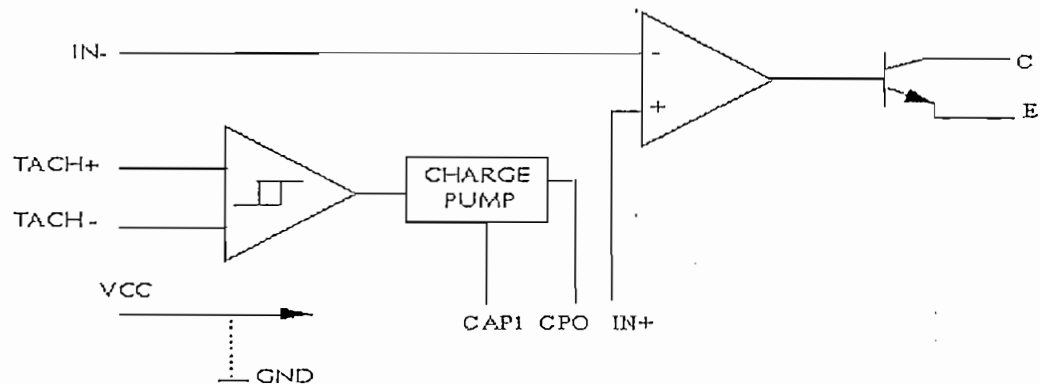 IN-
-
C
+
E
TACH+
CHARGE
PUMP
TACH-
VCC
CAP1 CPO IN+
GND